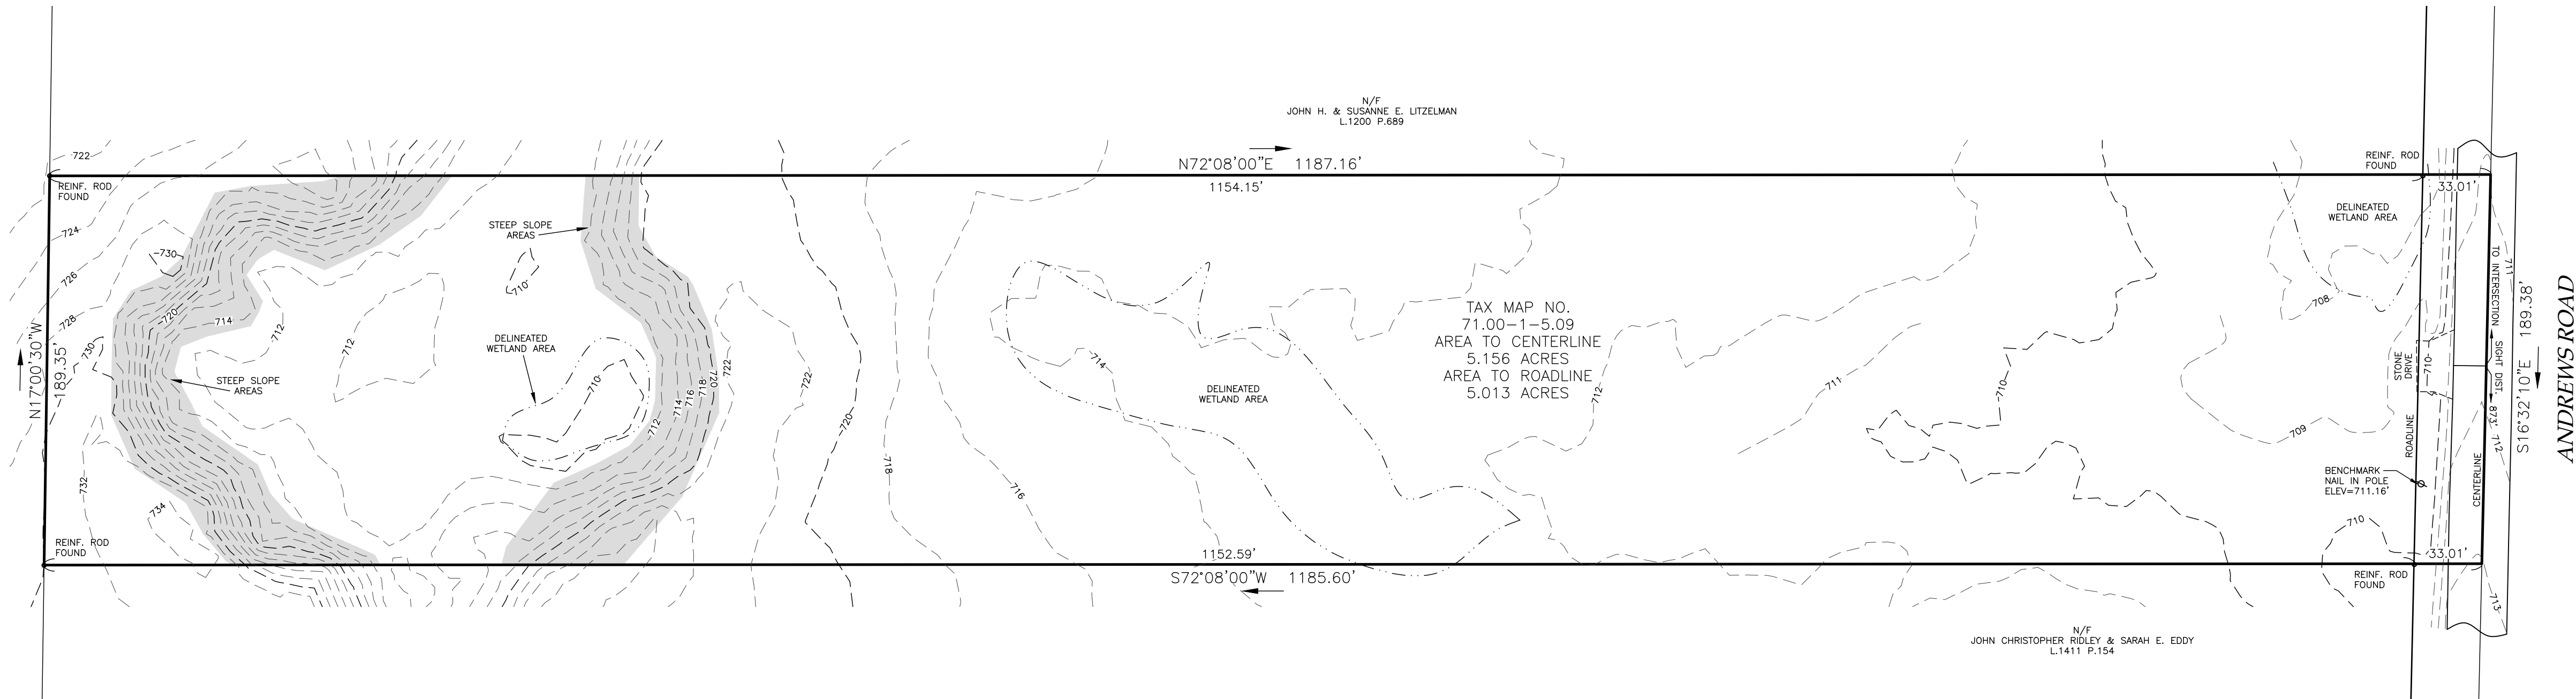 N/F
JOHN H. & SUSANNE E. LITZELMAN
L.1200 P.689
N72°08'00"E 1187.16'
1154.15'
33.01'
REINF. ROD
FOUND
REINF. ROD
FOUND
722
724
726
728
730
730
732
734
720
714
712
712
710
710
712
714
716
718
720
722
722
720
718
716
714
712
711
710
709
708
710
710
711
712
713
STEEP SLOPE
AREAS
STEEP SLOPE
AREAS
DELINEATED
WETLAND AREA
DELINEATED
WETLAND AREA
DELINEATED
WETLAND AREA
TAX MAP NO.
71.00-1-5.09
AREA TO CENTERLINE
5.156 ACRES
AREA TO ROADLINE
5.013 ACRES
N17°00'30"W
189.35'
TO INTERSECTION
SIGHT DIST.
873'
STONE
DRIVE
ROADLINE
CENTERLINE
BENCHMARK
NAIL IN POLE
ELEV=711.16'
S16°32'10"E 189.38'
ANDREWS ROAD
REINF. ROD
FOUND
1152.59'
33.01'
S72°08'00"W 1185.60'
REINF. ROD
FOUND
N/F
JOHN CHRISTOPHER RIDLEY & SARAH E. EDDY
L.1411 P.154